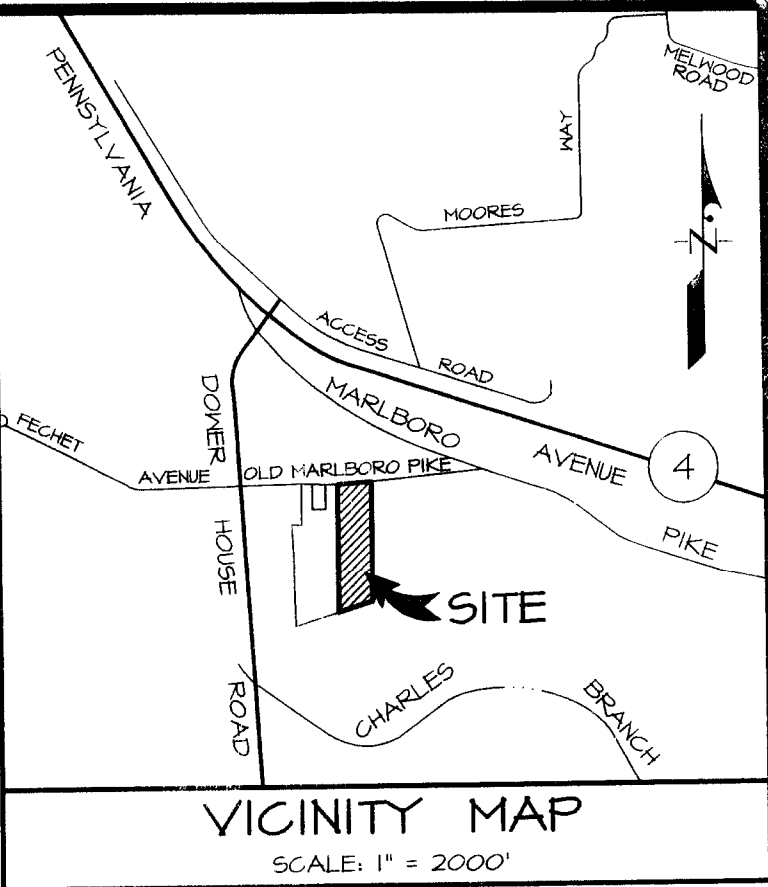 MELWOOD
ROAD
PENNSYLVANIA
WAY
MOORES
N
ACCESS
ROAD
MARLBORO
DOWER
FECHET
AVENUE
OLD MARLBORO PIKE
AVENUE
4
HOUSE
PIKE
SITE
CHARLES
BRANCH
ROAD
VICINITY MAP
SCALE: 1" = 2000'